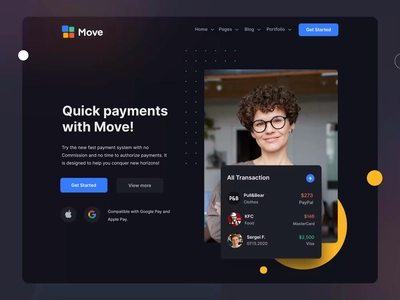 Move
Home Pages Blog Portfolio Get Started
Quick payments
with Move!
Try the new fast payment system with no
Commission and no time to authorize payments. It
is designed to help you conquer new horizons!
Get Started View more
Compatible with Google Pay and
Apple Pay.
All Transaction
P&B Pull&Bear $273
Clothes PayPal
KFC $146
Food MasterCard
Sergei F. $2,500
07.15.2020 Visa